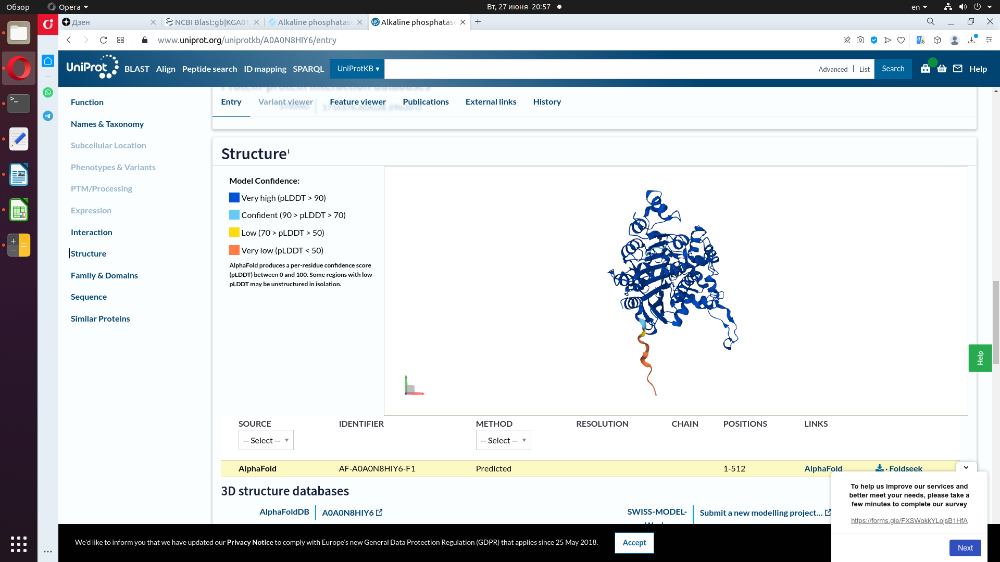 Обзор
Opera
Вт, 27 июня 20:57
en
Дзен
NCBI Blast:gb|KGA01
Alkaline phosphatase
Alkaline phosphatase
www.uniprot.org/uniprotkb/A0A0N8HIY6/entry
UniProt
BLAST Align Peptide search ID mapping SPARQL
UniProtKB ▾
Advanced | List
Search
Help
Function
Names & Taxonomy
Subcellular Location
Phenotypes & Variants
PTM/Processing
Expression
Interaction
Structure
Family & Domains
Sequence
Similar Proteins
Protein-protein interaction databases
Entry Variant viewer Feature viewer Publications External links History
STRING
Structureⁱ
Model Confidence:
Very high (pLDDT > 90)
Confident (90 > pLDDT > 70)
Low (70 > pLDDT > 50)
Very low (pLDDT < 50)
AlphaFold produces a per-residue confidence score
(pLDDT) between 0 and 100. Some regions with low
pLDDT may be unstructured in isolation.
SOURCE IDENTIFIER METHOD RESOLUTION CHAIN POSITIONS LINKS
-- Select -- -- Select --
AlphaFold AF-A0A0N8HIY6-F1 Predicted 1-512 AlphaFold · Foldseek
3D structure databases
AlphaFoldDB A0A0N8HIY6
SWISS-MODEL- Submit a new modelling project...
Help
To help us improve our services and
better meet your needs, please take a
few minutes to complete our survey
https://forms.gle/FXSWokkYLojsB1HfA
Next
We'd like to inform you that we have updated our Privacy Notice to comply with Europe's new General Data Protection Regulation (GDPR) that applies since 25 May 2018.
Accept